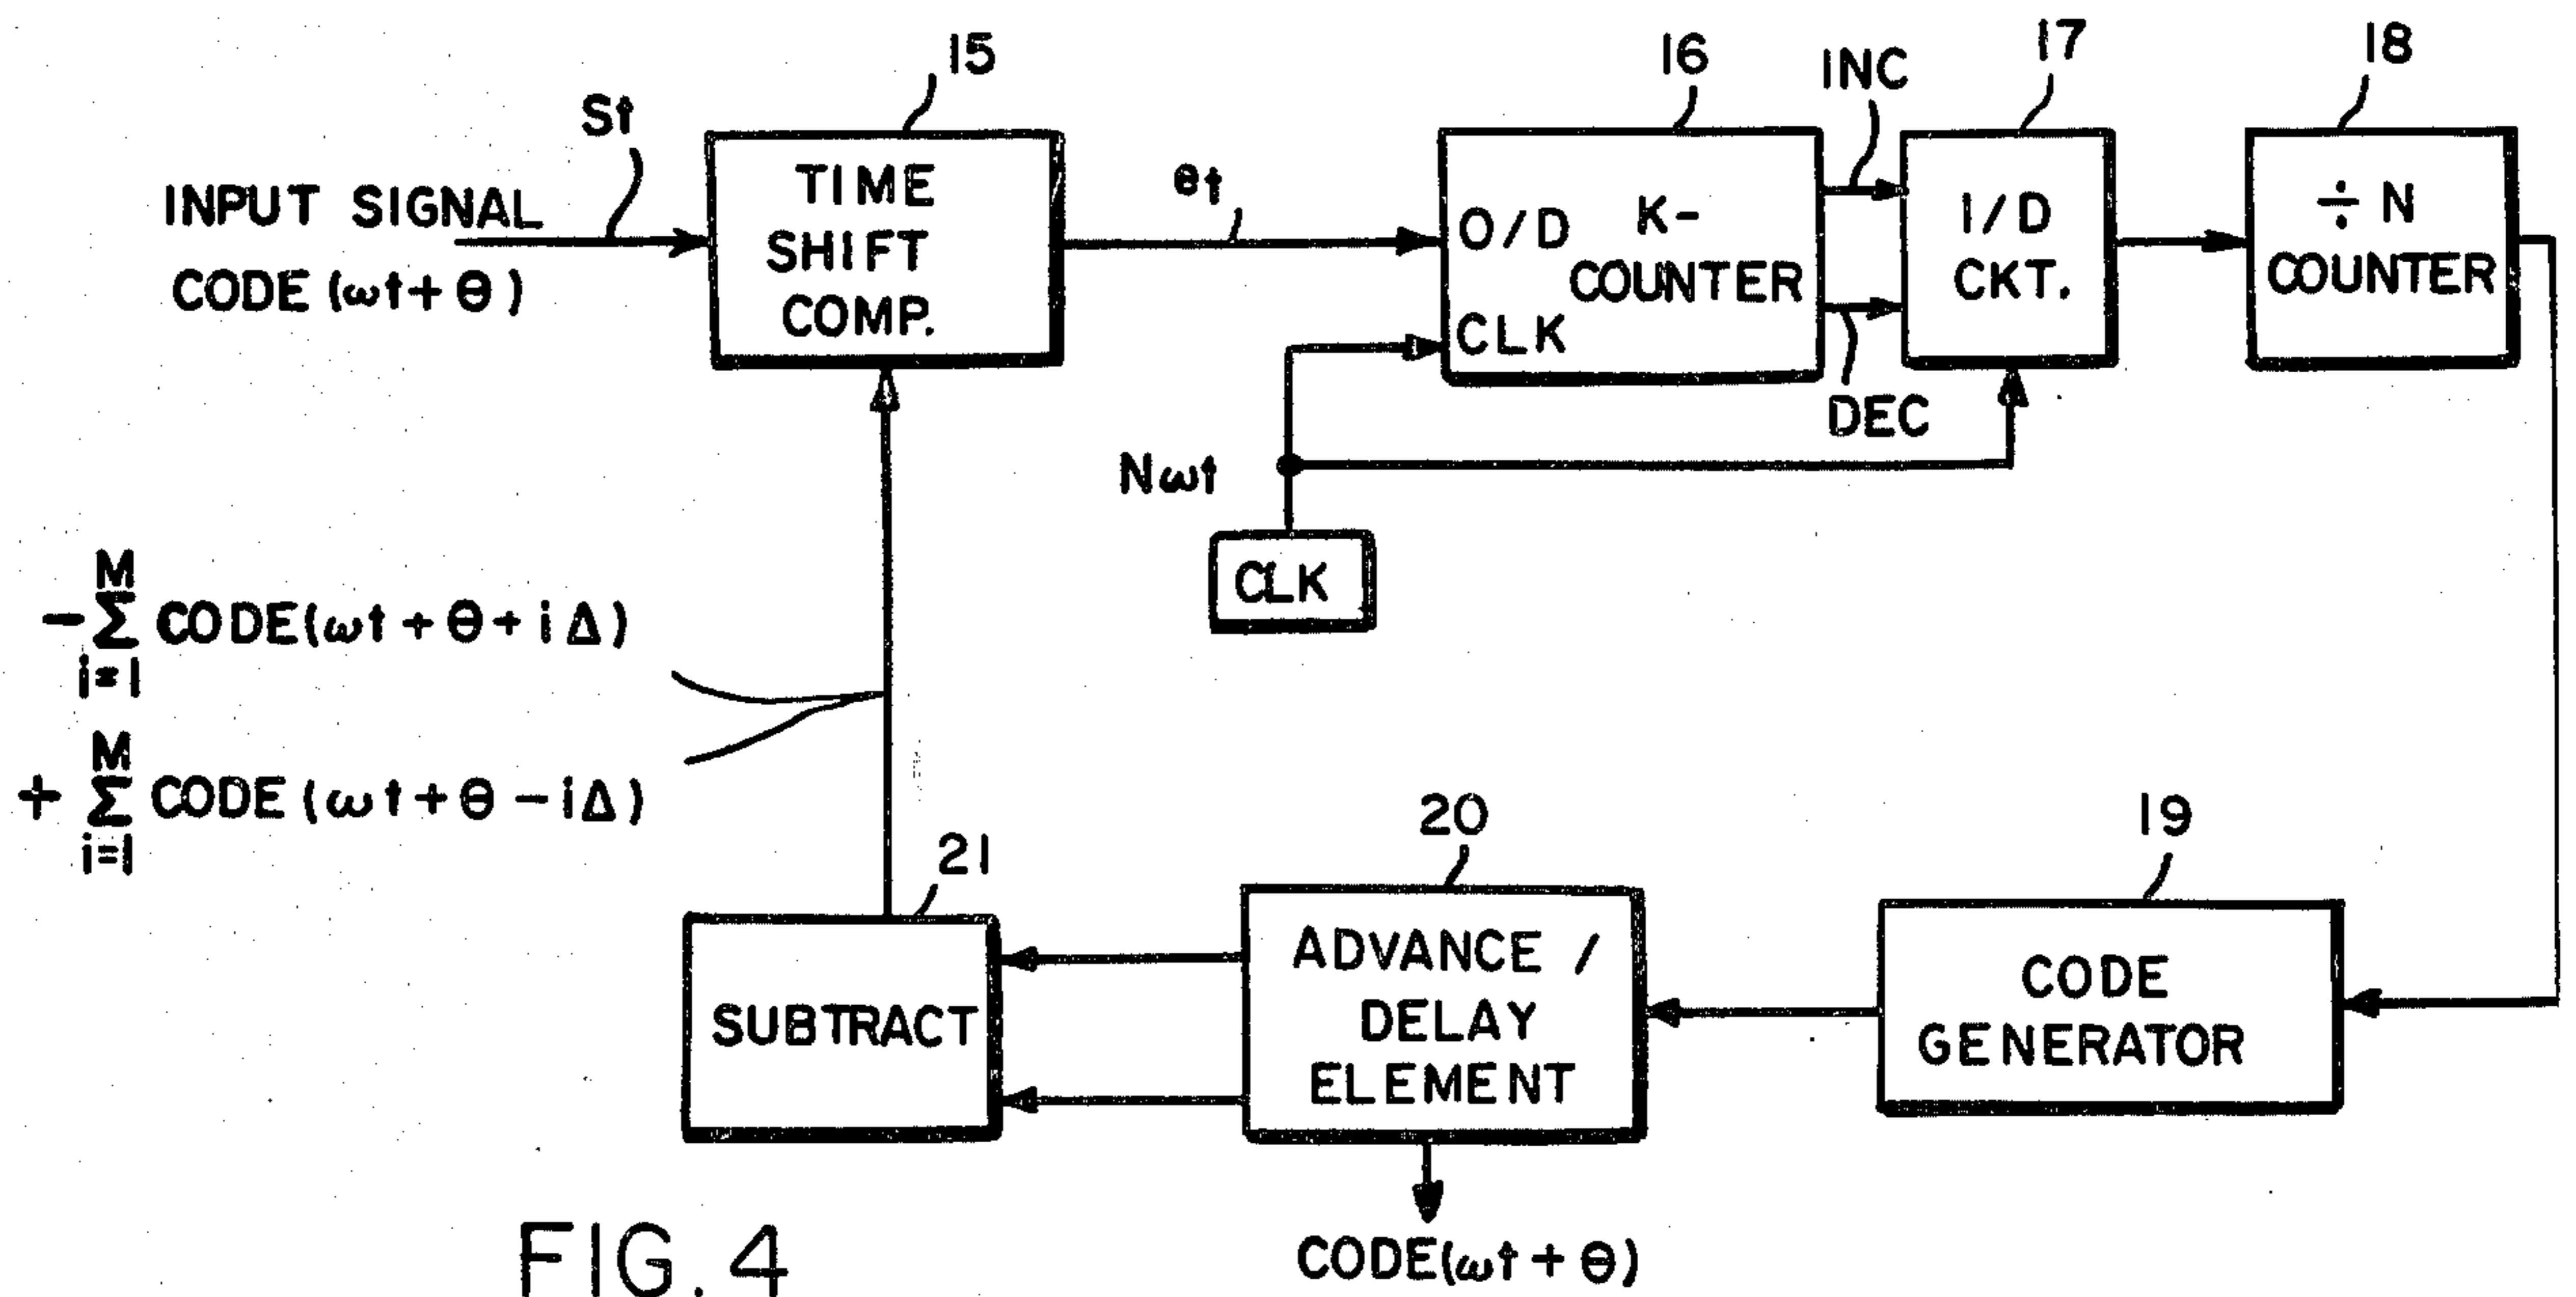 15
16
INC
17
18
St
INPUT SIGNAL
CODE (ωt+θ)
TIME
SHIFT
COMP.
et
O/D
K-
COUNTER
CLK
I/D
CKT.
÷ N
COUNTER
DEC
Nωt
CLK
M
-Σ CODE(ωt+θ+iΔ)
i=1
M
+ Σ CODE (ωt+θ-iΔ)
i=1
21
20
19
SUBTRACT
ADVANCE /
DELAY
ELEMENT
CODE
GENERATOR
CODE(ωt+θ)
FIG. 4